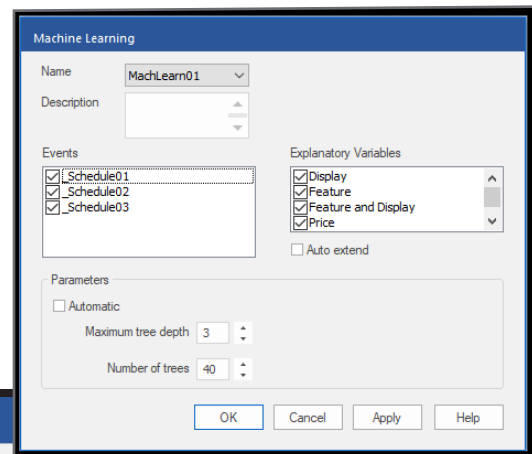 Machine Learning
Name MachLearn01
Description
Events Explanatory Variables
_Schedule01
_Schedule02
_Schedule03
Display
Feature
Feature and Display
Price
Auto extend
Parameters
Automatic
Maximum tree depth 3
Number of trees 40
OK Cancel Apply Help